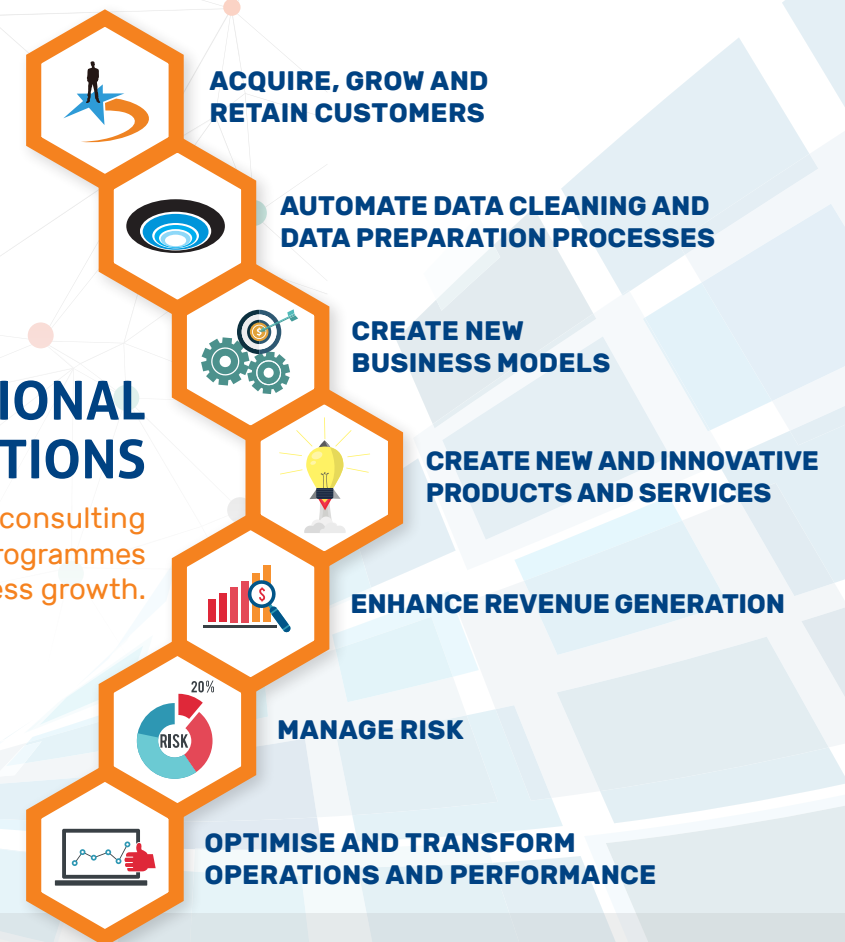 ACQUIRE, GROW AND
RETAIN CUSTOMERS
AUTOMATE DATA CLEANING AND
DATA PREPARATION PROCESSES
CREATE NEW
BUSINESS MODELS
IONAL
TIONS
consulting
rogrammes
ess growth.
CREATE NEW AND INNOVATIVE
PRODUCTS AND SERVICES
$
ENHANCE REVENUE GENERATION
20%
RISK
MANAGE RISK
OPTIMISE AND TRANSFORM
OPERATIONS AND PERFORMANCE